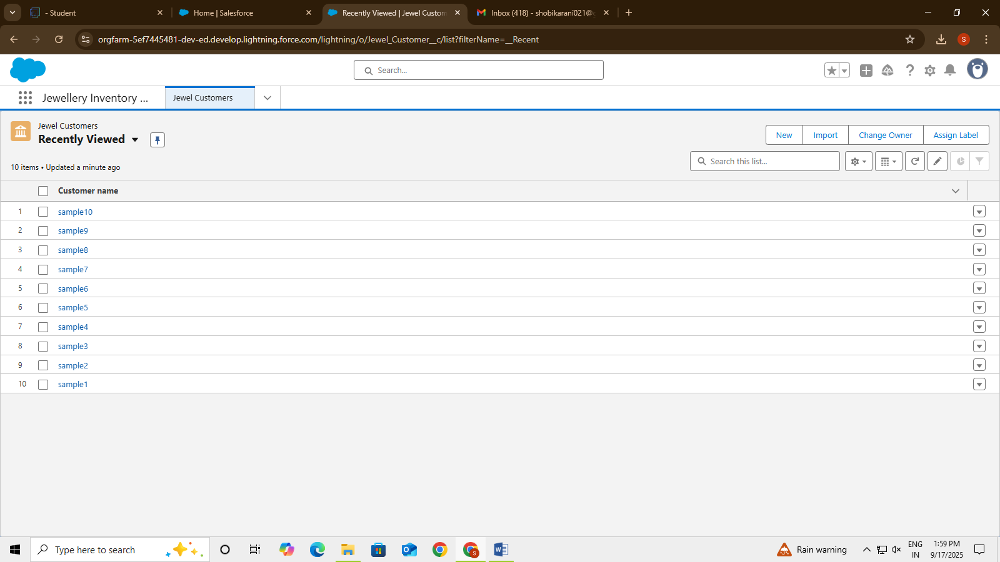 - Student
Home | Salesforce
Recently Viewed | Jewel Custom
Inbox (418) - shobikarani021@
orgfarm-5ef7445481-dev-ed.develop.lightning.force.com/lightning/o/Jewel_Customer__c/list?filterName=__Recent
S
Search...
Jewellery Inventory ...
Jewel Customers
Jewel Customers
Recently Viewed
New
Import
Change Owner
Assign Label
10 items • Updated a minute ago
Search this list...
Customer name
1 sample10
2 sample9
3 sample8
4 sample7
5 sample6
6 sample5
7 sample4
8 sample3
9 sample2
10 sample1
Type here to search
Rain warning
ENG
IN
1:59 PM
9/17/2025